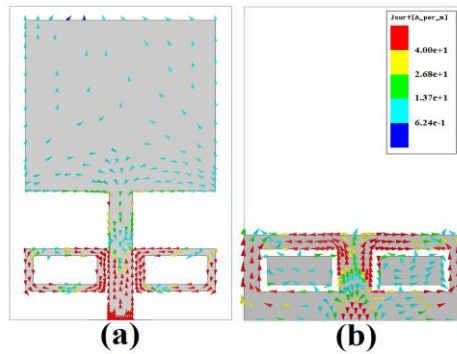 Jsurf[A_per_m]
4.00e+1
2.68e+1
1.37e+1
6.24e-1
(a)
(b)